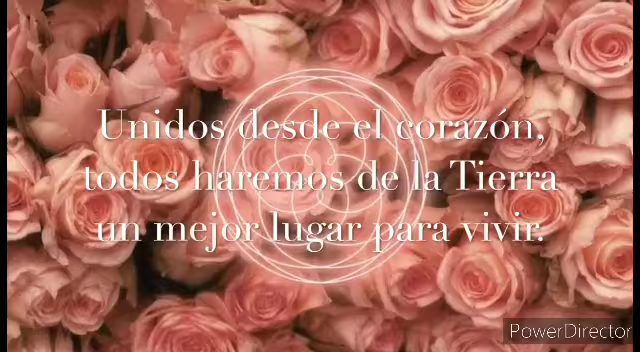 Unidos desde el corazón,
todos haremos de la Tierra
un mejor lugar para vivir.
PowerDirector